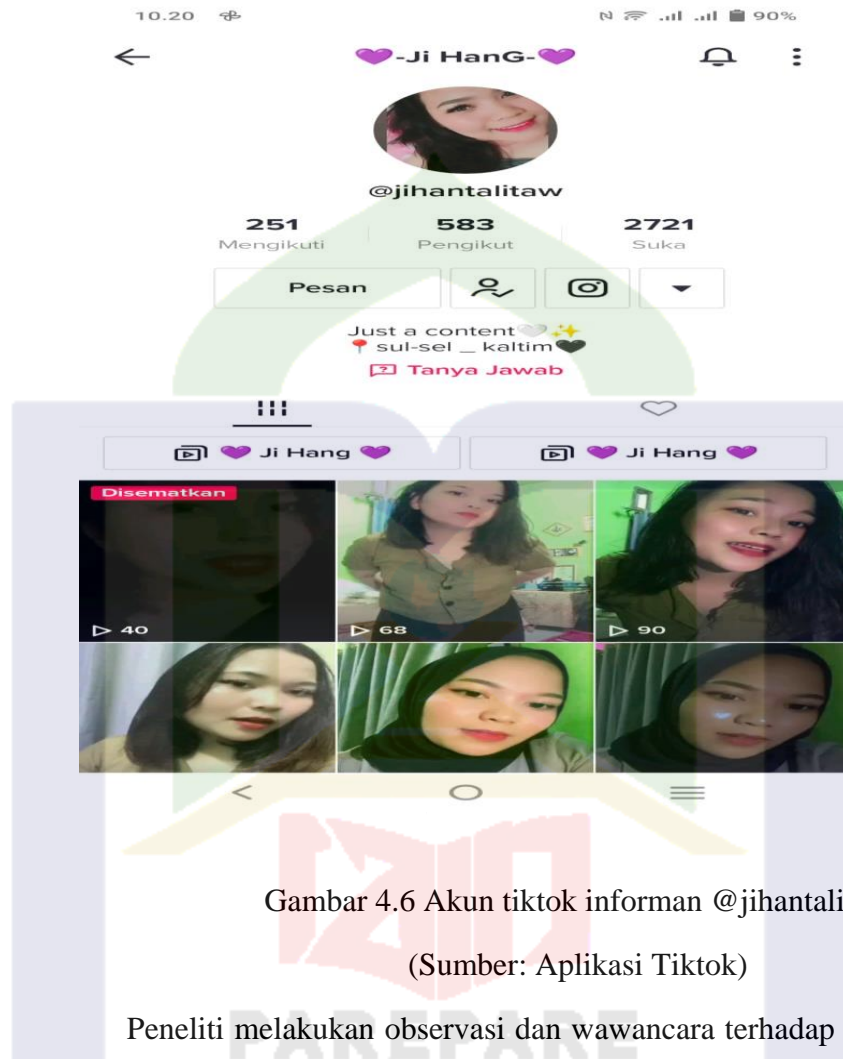 10.20 90%
💜-Ji HanG-💜
@jihantalitaw
251 583 2721
Mengikuti Pengikut Suka
Pesan
Just a content🤍✨
📍sul-sel _ kaltim🖤
Tanya Jawab
💜 Ji Hang 💜 💜 Ji Hang 💜
Disematkan
40 68 90
Gambar 4.6 Akun tiktok informan @jihantali
(Sumber: Aplikasi Tiktok)
Peneliti melakukan observasi dan wawancara terhadap
PAREPARE